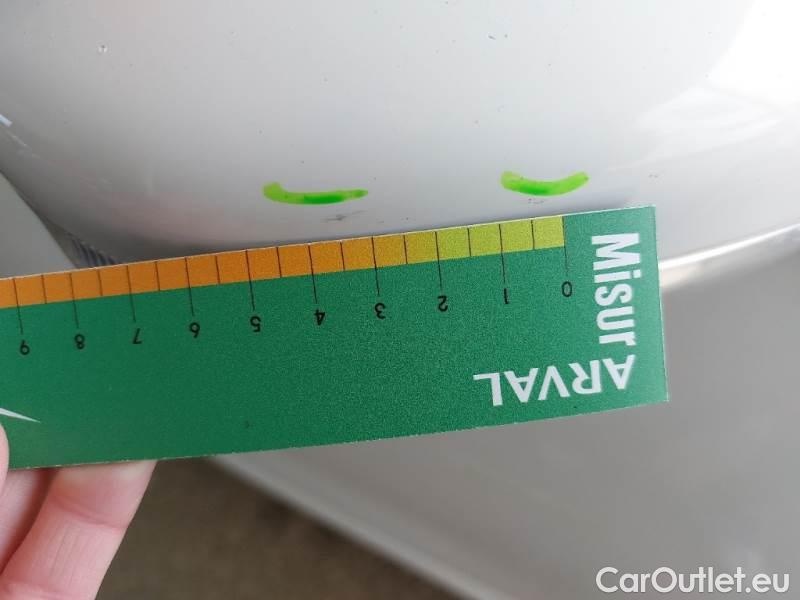 9 8 7 6 5 4 3 2 1 0
Misur
ARVAL
CarOutlet.eu